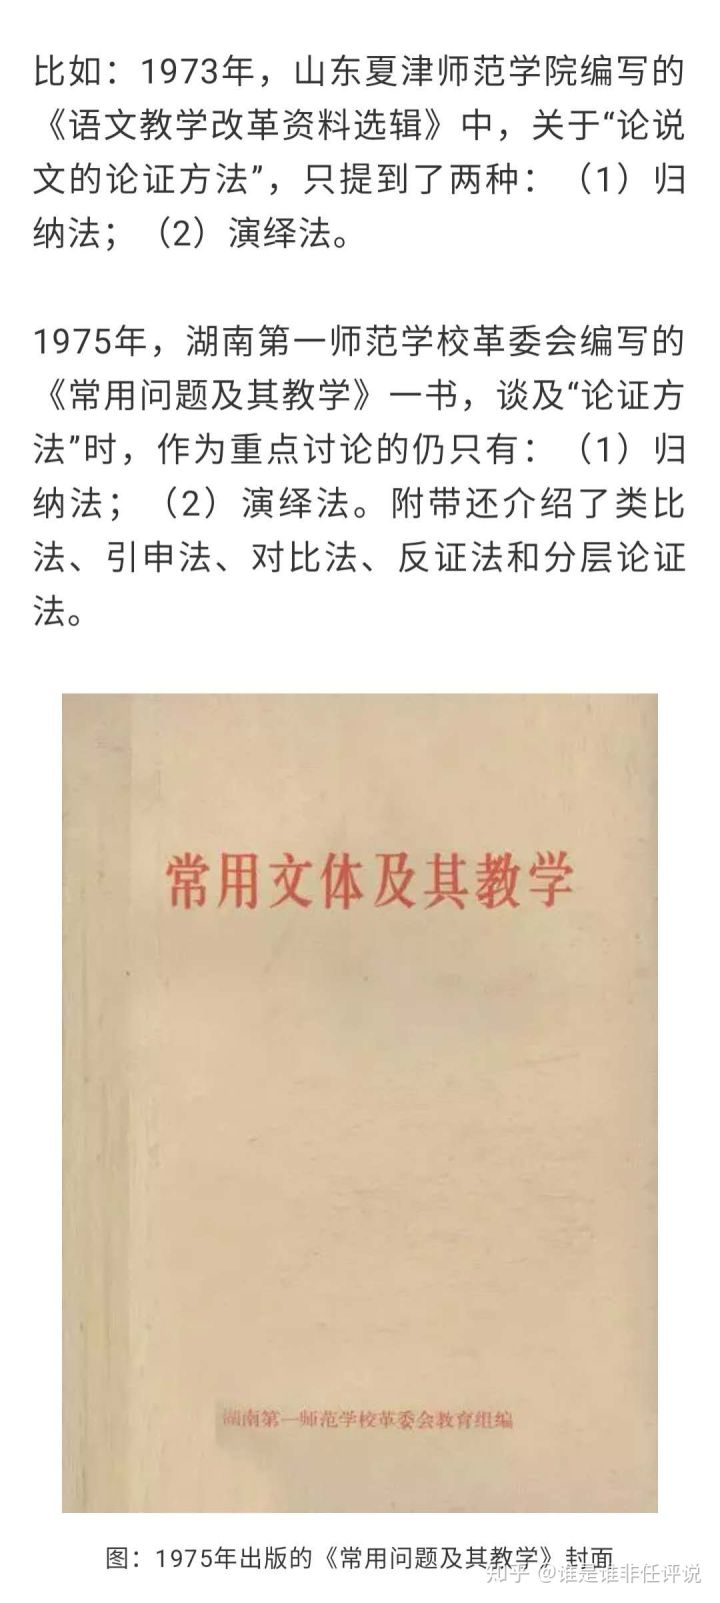 比如：1973年，山东夏津师范学院编写的
《语文教学改革资料选辑》中，关于“论说
文的论证方法”，只提到了两种：（1）归
纳法；（2）演绎法。
1975年，湖南第一师范学校革委会编写的
《常用问题及其教学》一书，谈及“论证方
法”时，作为重点讨论的仍只有：（1）归
纳法；（2）演绎法。附带还介绍了类比
法、引申法、对比法、反证法和分层论证
法。
常用文体及其教学
湖南第一师范学校革委会教育组编
图：1975年出版的《常用问题及其教学》封面
知乎 @谁是谁非任评说